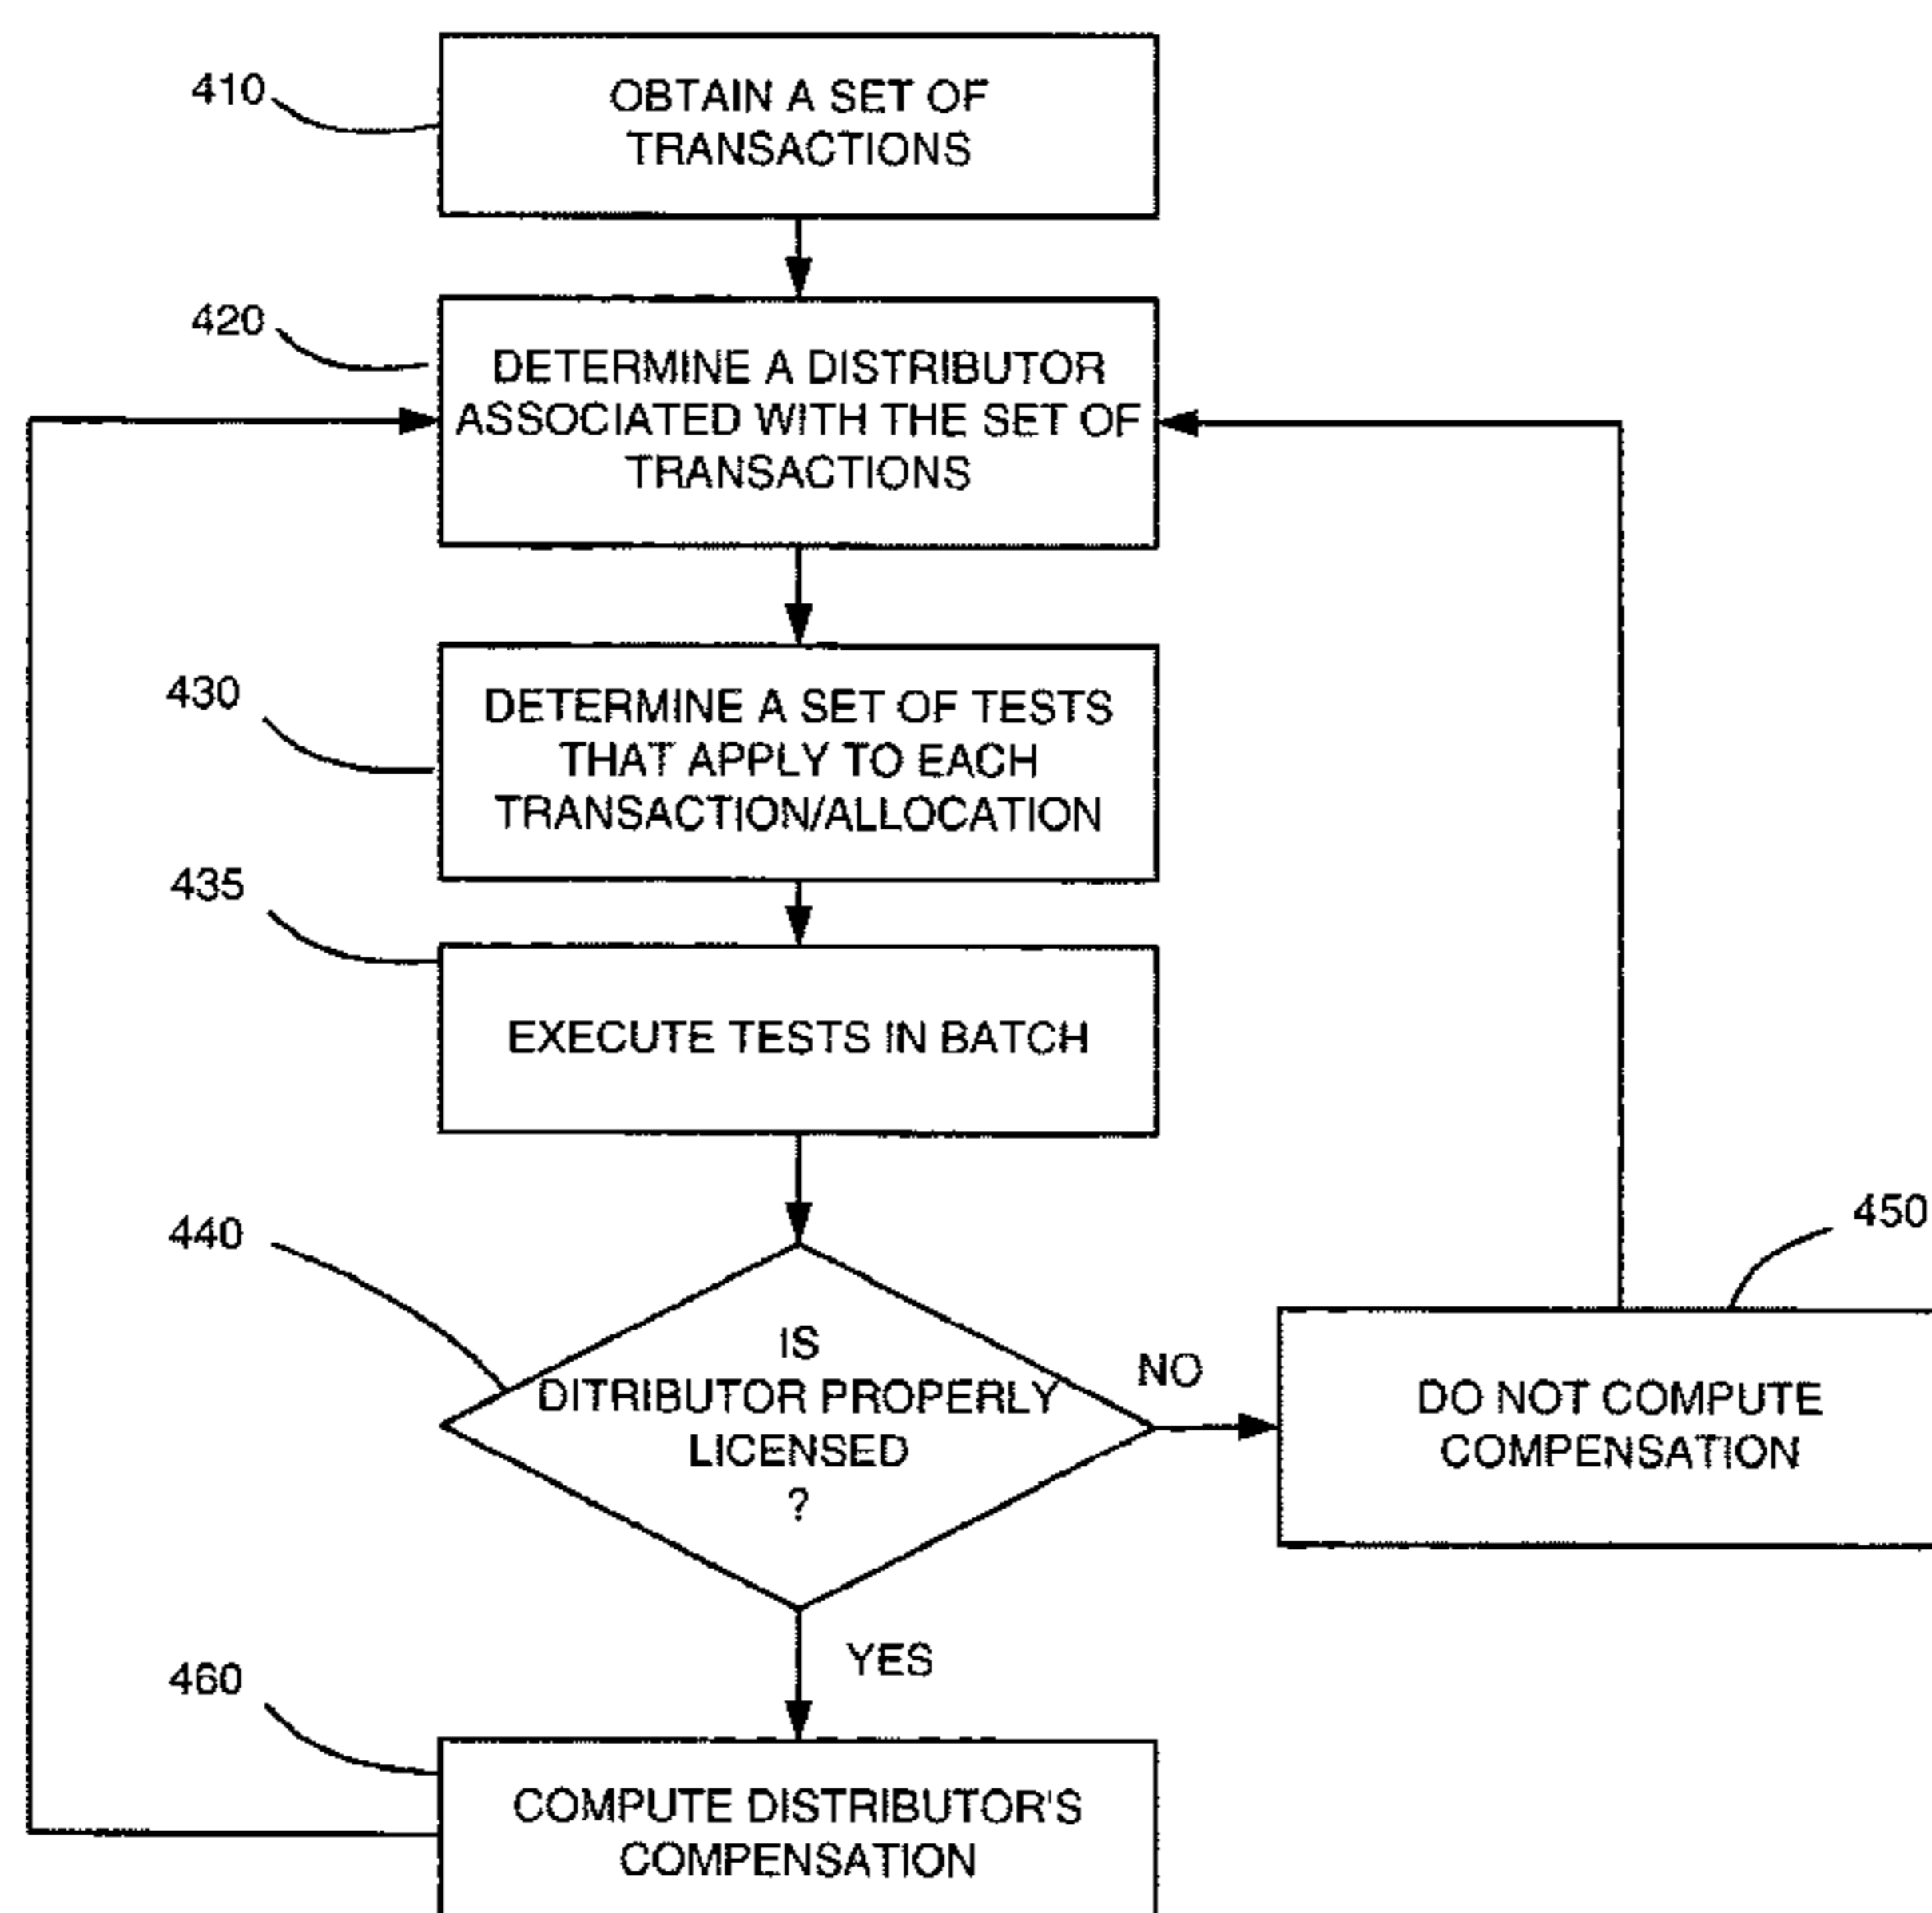 410
OBTAIN A SET OF
TRANSACTIONS
420
DETERMINE A DISTRIBUTOR
ASSOCIATED WITH THE SET OF
TRANSACTIONS
430
DETERMINE A SET OF TESTS
THAT APPLY TO EACH
TRANSACTION/ALLOCATION
435
EXECUTE TESTS IN BATCH
440
IS
DITRIBUTOR PROPERLY
LICENSED
?
NO
450
DO NOT COMPUTE
COMPENSATION
YES
460
COMPUTE DISTRIBUTOR'S
COMPENSATION